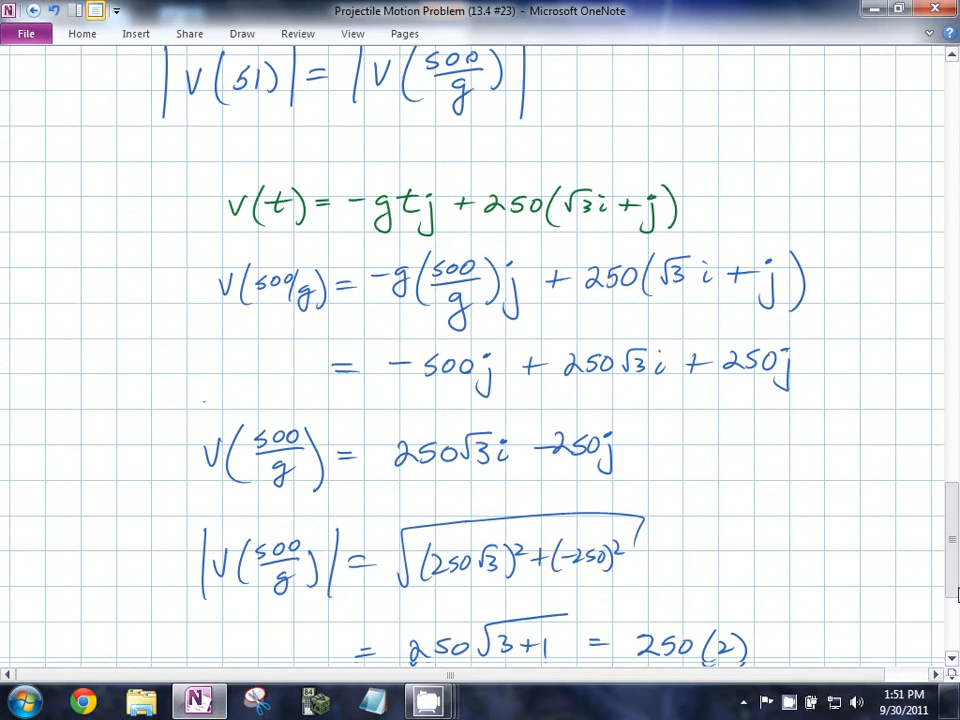 Projectile Motion Problem (13.4 #23) - Microsoft OneNote
File Home Insert Share Draw Review View Pages
|V(51)| = |V(500/g)|
v(t) = -gtj + 250(√3i + j)
v(500/g) = -g(500/g)j + 250(√3 i + j)
= -500j + 250√3i + 250j
V(500/g) = 250√3i - 250j
|V(500/g)| = √((250√3)² + (-250)²)
= 250√(3+1) = 250(2)
84
1:51 PM
9/30/2011